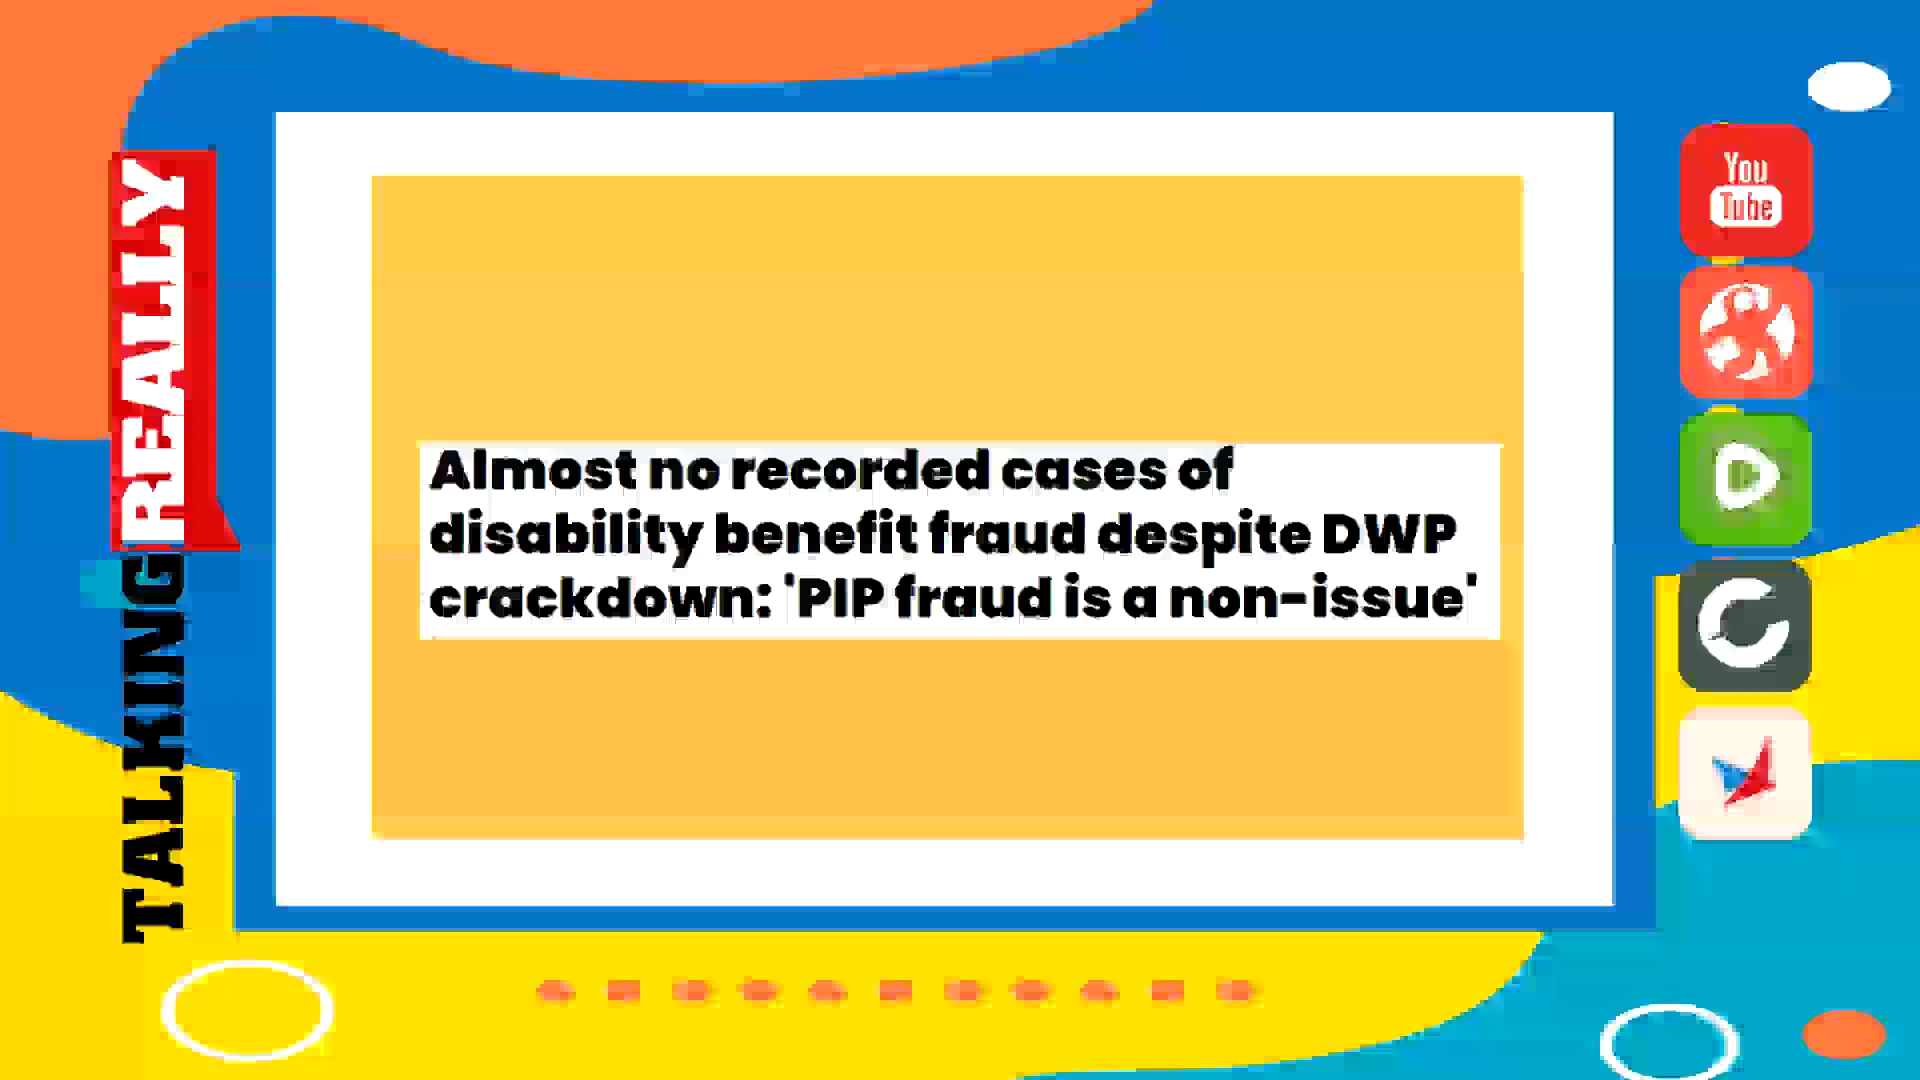 TALKING REALLY
Almost no recorded cases of
disability benefit fraud despite DWP
crackdown: 'PIP fraud is a non-issue'
You
Tube